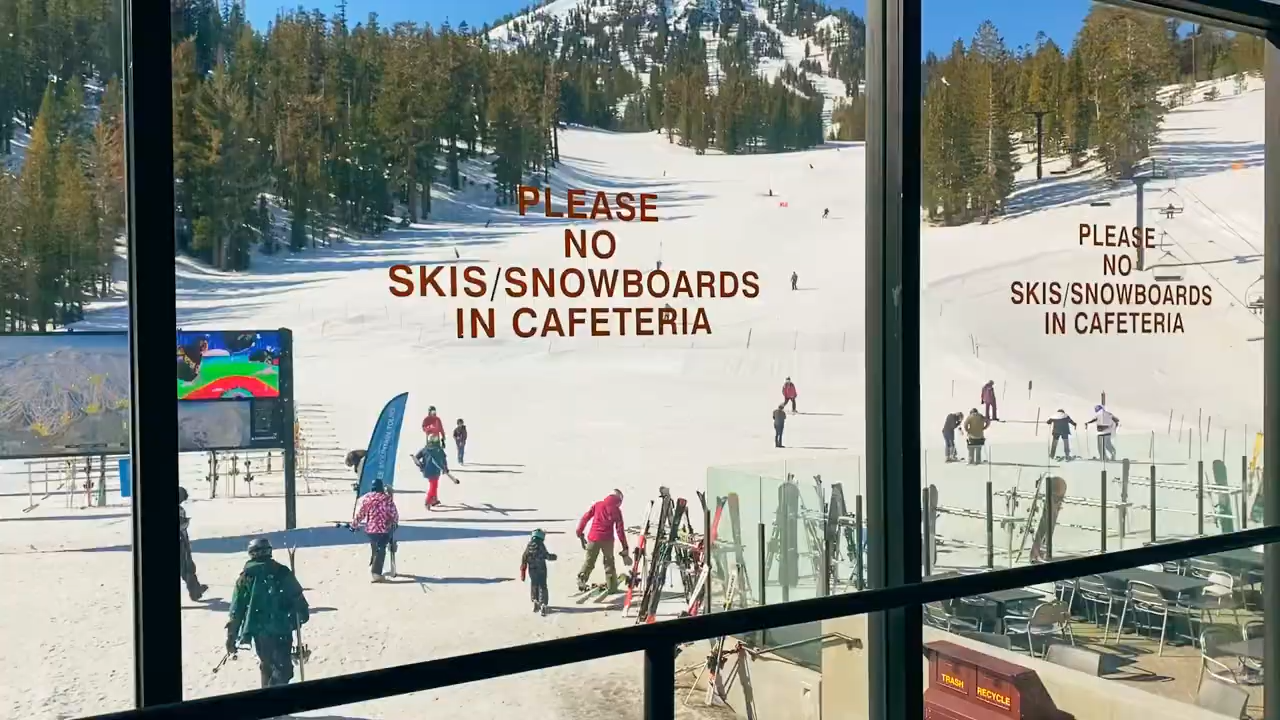 PLEASE
NO
SKIS/SNOWBOARDS
IN CAFETERIA
PLEASE
NO
SKIS/SNOWBOARDS
IN CAFETERIA
TRASH
RECYCLE